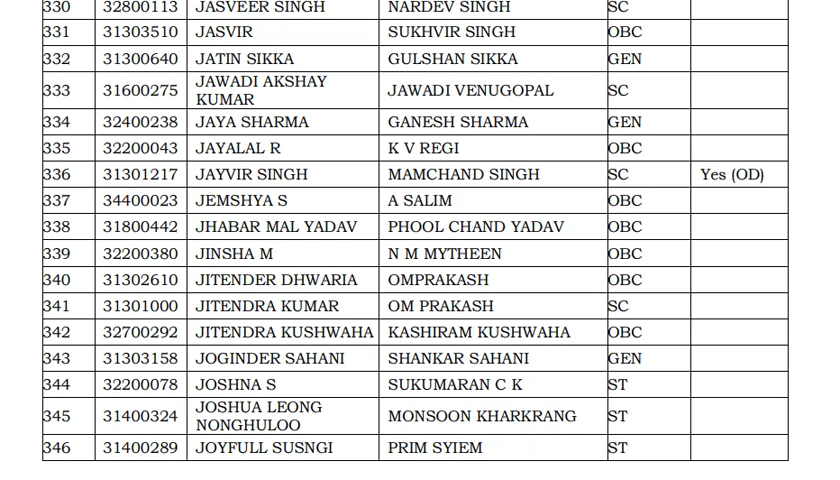 330 32800113 JASVEER SINGH NARDEV SINGH SC
331 31303510 JASVIR SUKHVIR SINGH OBC
332 31300640 JATIN SIKKA GULSHAN SIKKA GEN
333 31600275 JAWADI AKSHAY KUMAR JAWADI VENUGOPAL SC
334 32400238 JAYA SHARMA GANESH SHARMA GEN
335 32200043 JAYALAL R K V REGI OBC
336 31301217 JAYVIR SINGH MAMCHAND SINGH SC Yes (OD)
337 34400023 JEMSHYA S A SALIM OBC
338 31800442 JHABAR MAL YADAV PHOOL CHAND YADAV OBC
339 32200380 JINSHA M N M MYTHEEN OBC
340 31302610 JITENDER DHWARIA OMPRAKASH OBC
341 31301000 JITENDRA KUMAR OM PRAKASH SC
342 32700292 JITENDRA KUSHWAHA KASHIRAM KUSHWAHA OBC
343 31303158 JOGINDER SAHANI SHANKAR SAHANI GEN
344 32200078 JOSHNA S SUKUMARAN C K ST
345 31400324 JOSHUA LEONG NONGHULOO MONSOON KHARKRANG ST
346 31400289 JOYFULL SUSNGI PRIM SYIEM ST